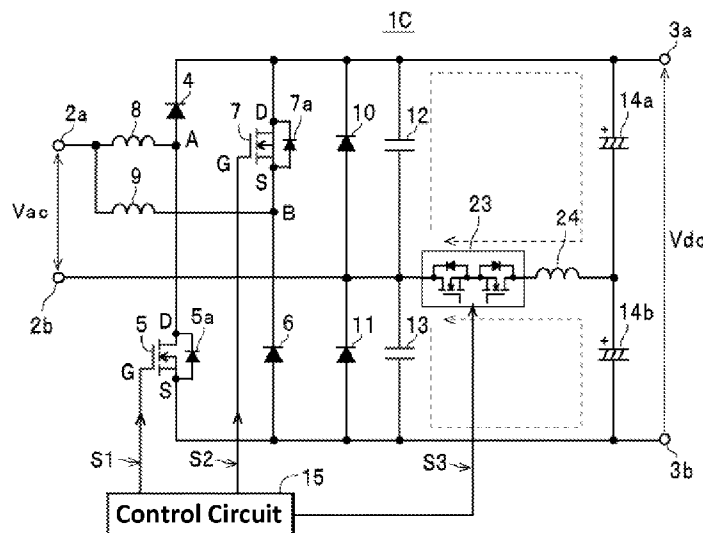 1C
3a
4
D
7a
2a
8
7
10
12
14a
A
G
S
9
23
24
Vac
B
Vdc
2b
D
5
5a
6
11
13
14b
G
S
S1
S2
15
S3
3b
Control Circuit
+
+